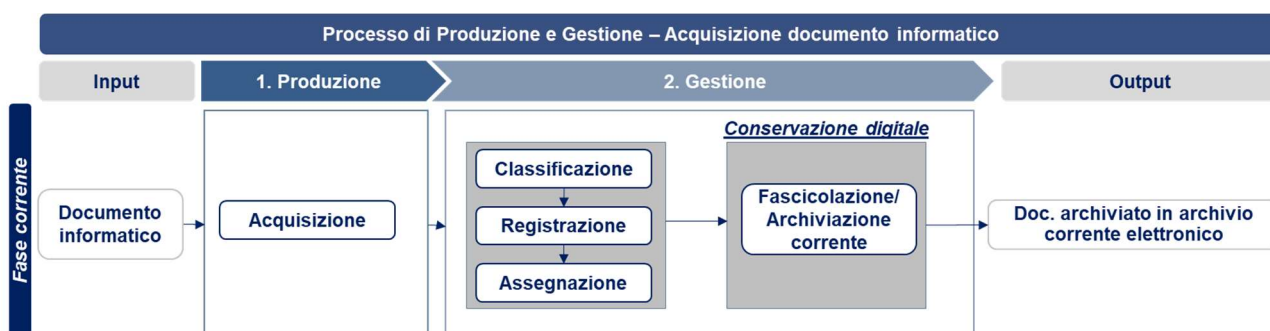 Processo di Produzione e Gestione – Acquisizione documento informatico
Input
1. Produzione
2. Gestione
Output
Fase corrente
Documento
informatico
Acquisizione
Classificazione
Registrazione
Assegnazione
Conservazione digitale
Fascicolazione/
Archiviazione
corrente
Doc. archiviato in archivio
corrente elettronico